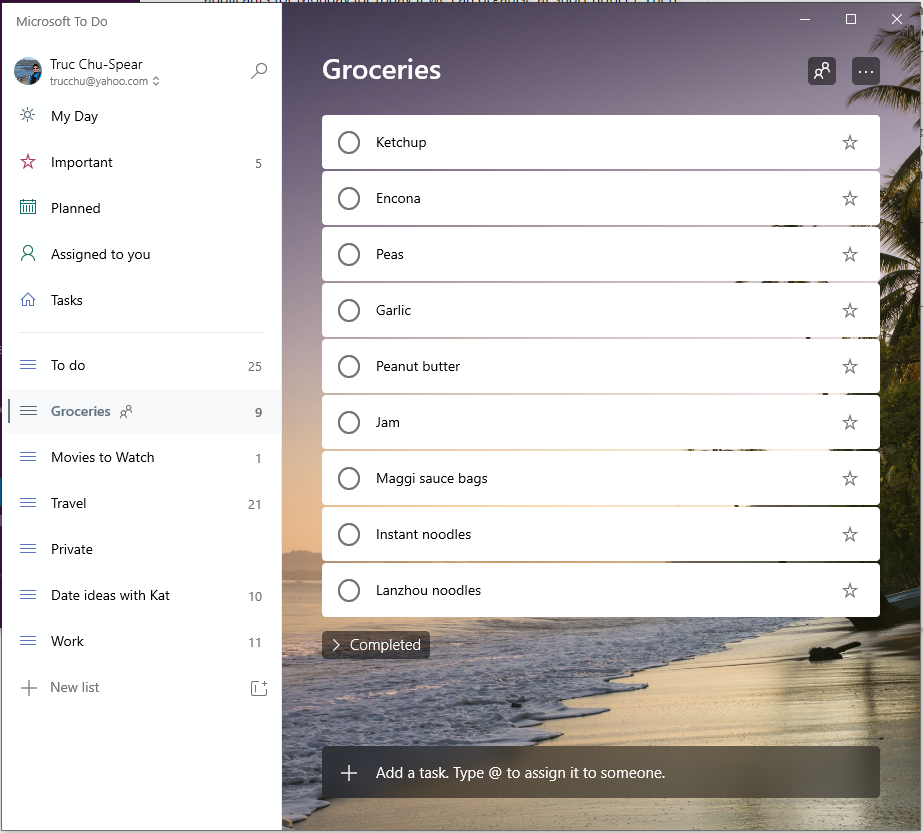 Microsoft To Do
Truc Chu-Spear
trucchu@yahoo.com
My Day
Important 5
Planned
Assigned to you
Tasks
To do 25
Groceries 9
Movies to Watch 1
Travel 21
Private
Date ideas with Kat 10
Work 11
New list
Groceries
Ketchup
Encona
Peas
Garlic
Peanut butter
Jam
Maggi sauce bags
Instant noodles
Lanzhou noodles
Completed
Add a task. Type @ to assign it to someone.